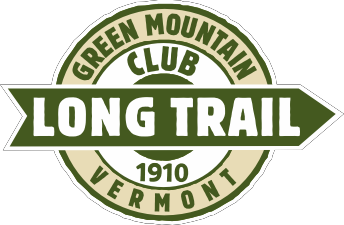 GREEN MOUNTAIN
CLUB
LONG TRAIL
1910
VERMONT